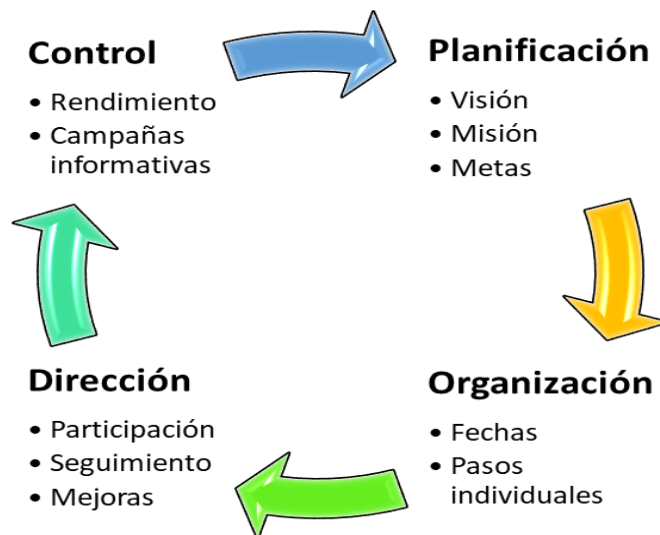 Control
• Rendimiento
• Campañas
informativas
Planificación
• Visión
• Misión
• Metas
Dirección
• Participación
• Seguimiento
• Mejoras
Organización
• Fechas
• Pasos
individuales